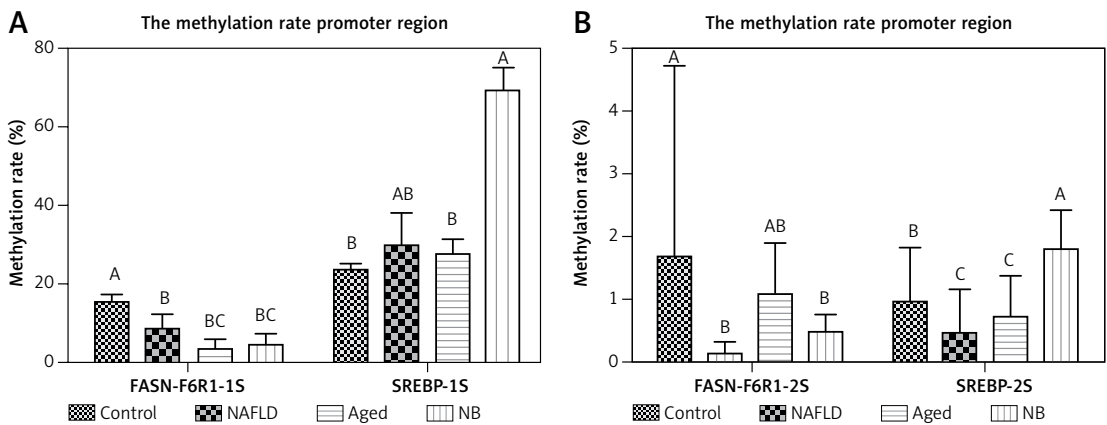 A
The methylation rate promoter region
Methylation rate (%)
80
60
40
20
0
A
B
BC
BC
B
AB
B
A
FASN-F6R1-1S
SREBP-1S
Control
NAFLD
Aged
NB
B
The methylation rate promoter region
Methylation rate (%)
5
4
3
2
1
0
A
B
AB
B
B
C
C
A
FASN-F6R1-2S
SREBP-2S
Control
NAFLD
Aged
NB